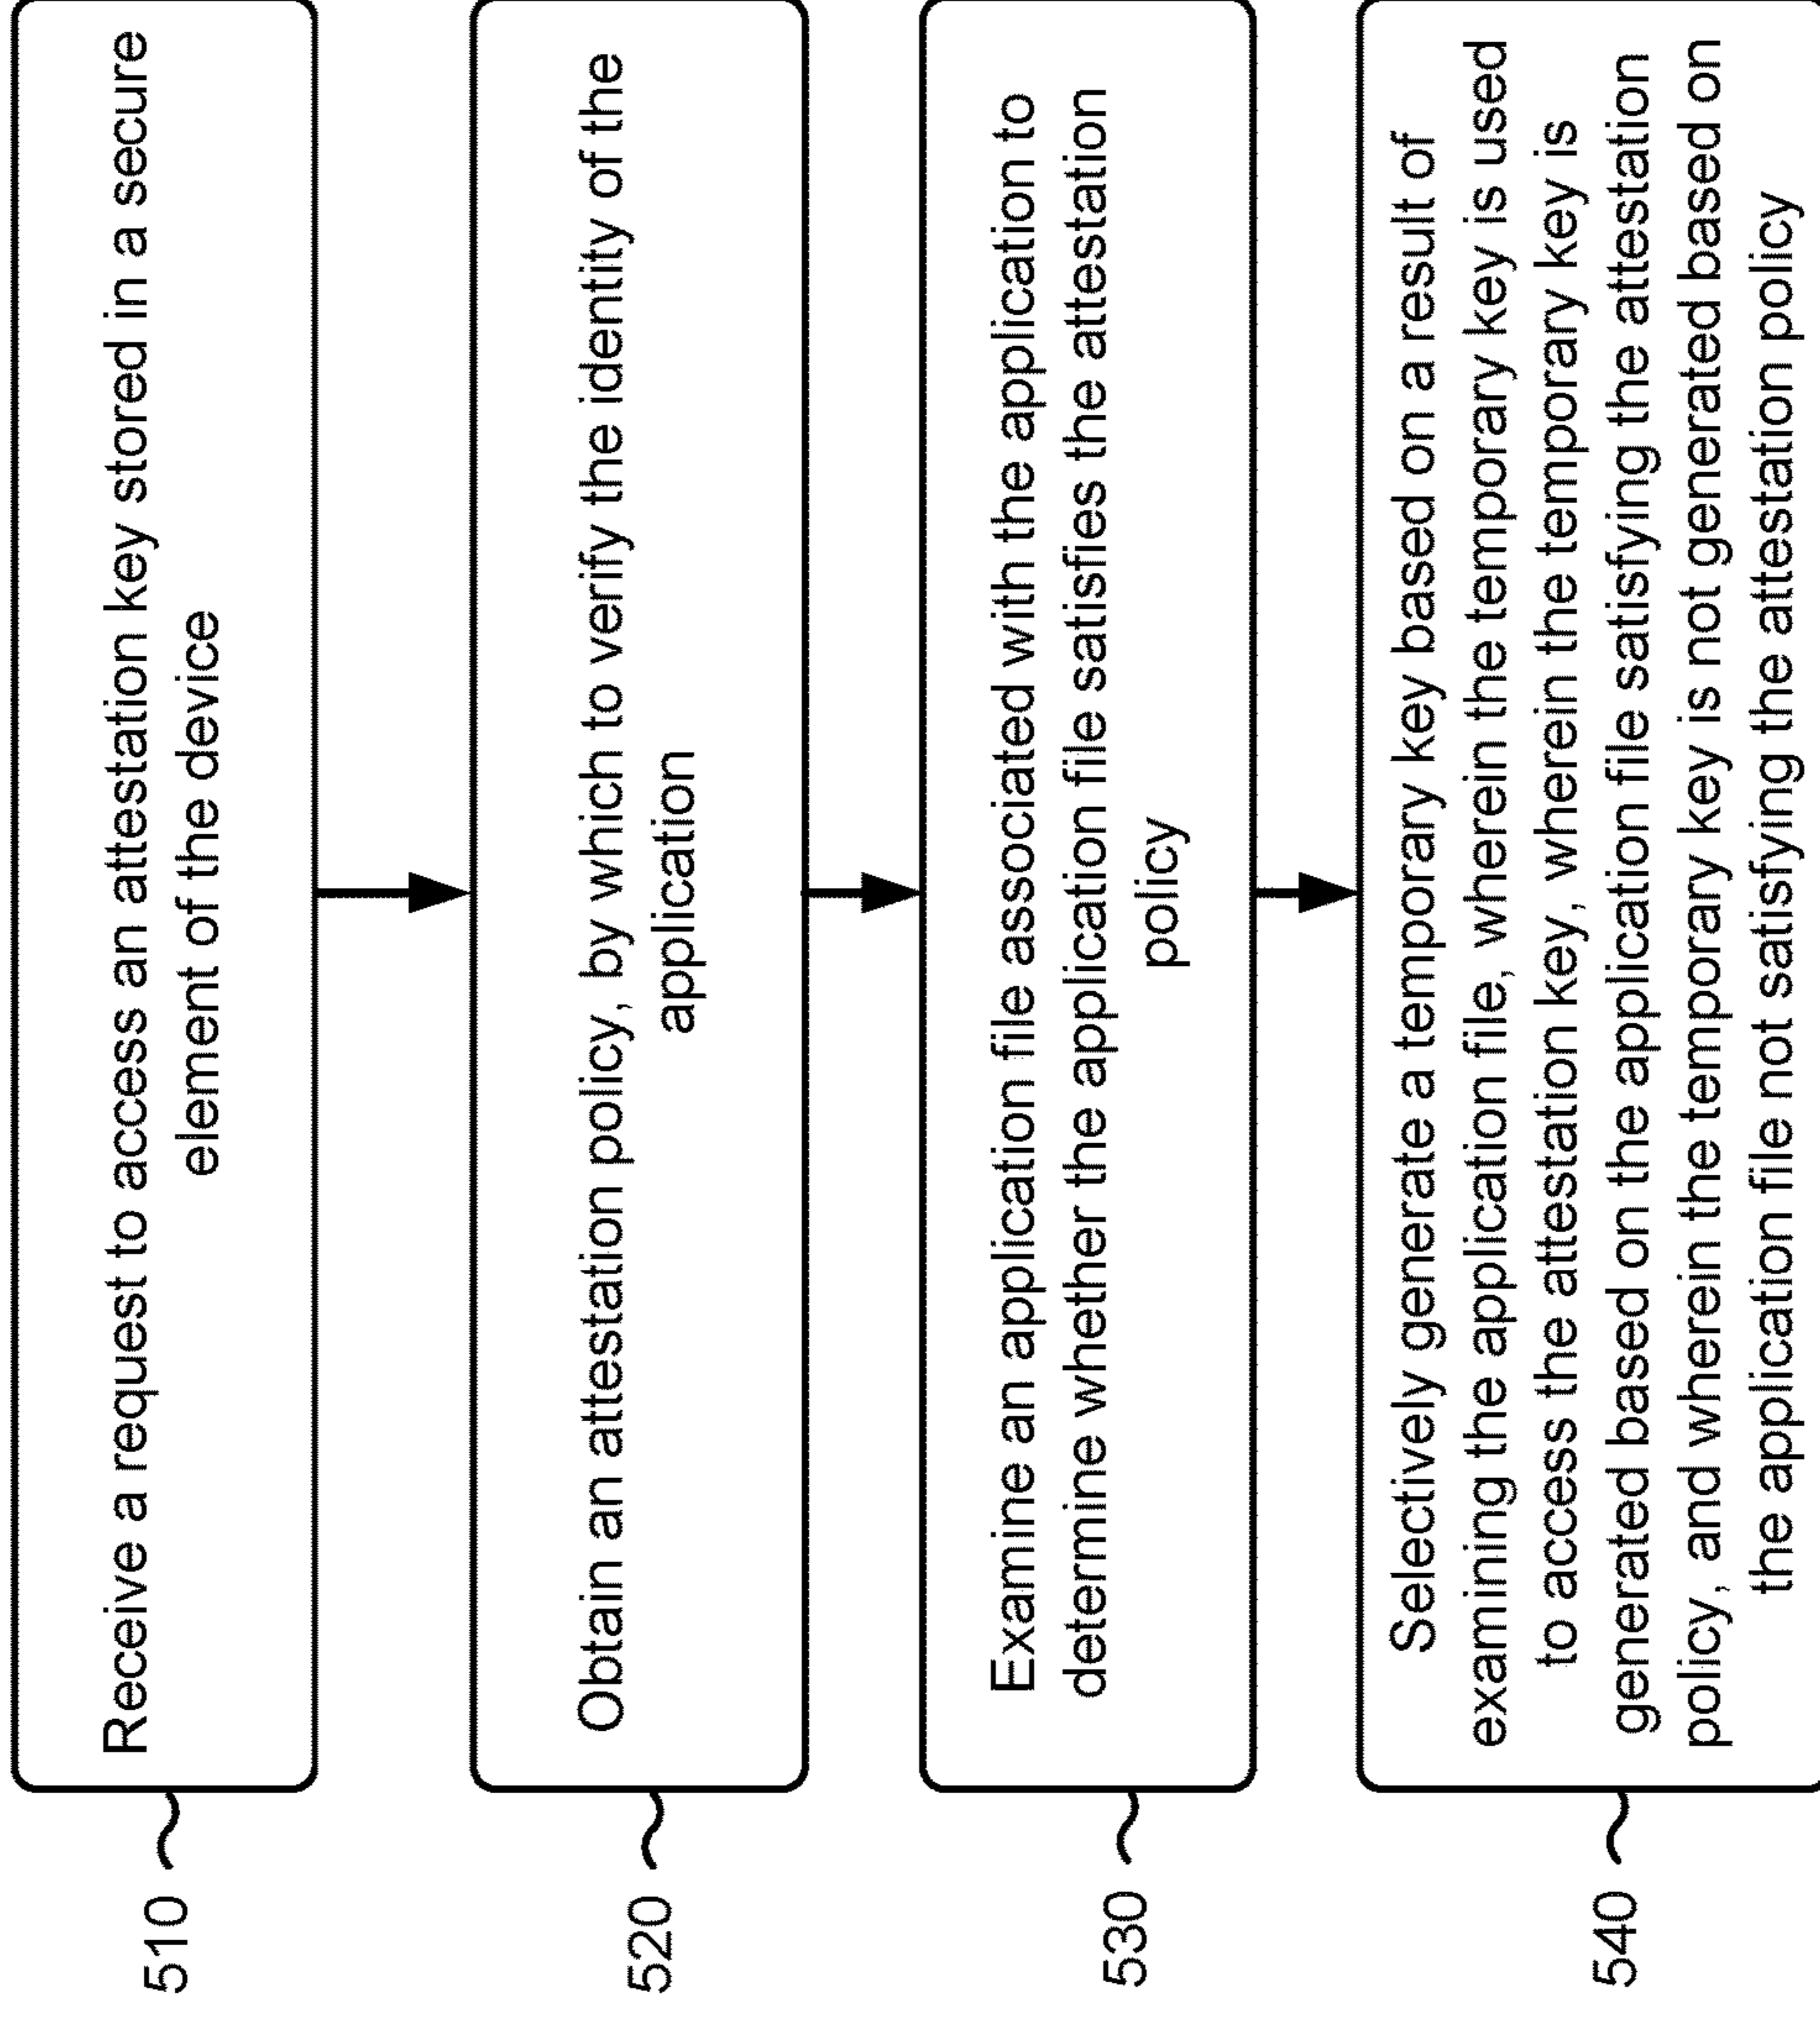 510
Receive a request to access an attestation key stored in a secure
element of the device
520
Obtain an attestation policy, by which to verify the identity of the
application
530
Examine an application file associated with the application to
determine whether the application file satisfies the attestation
policy
540
Selectively generate a temporary key based on a result of
examining the application file, wherein the temporary key is used
to access the attestation key, wherein the temporary key is
generated based on the application file satisfying the attestation
policy, and wherein the temporary key is not generated based on
the application file not satisfying the attestation policy